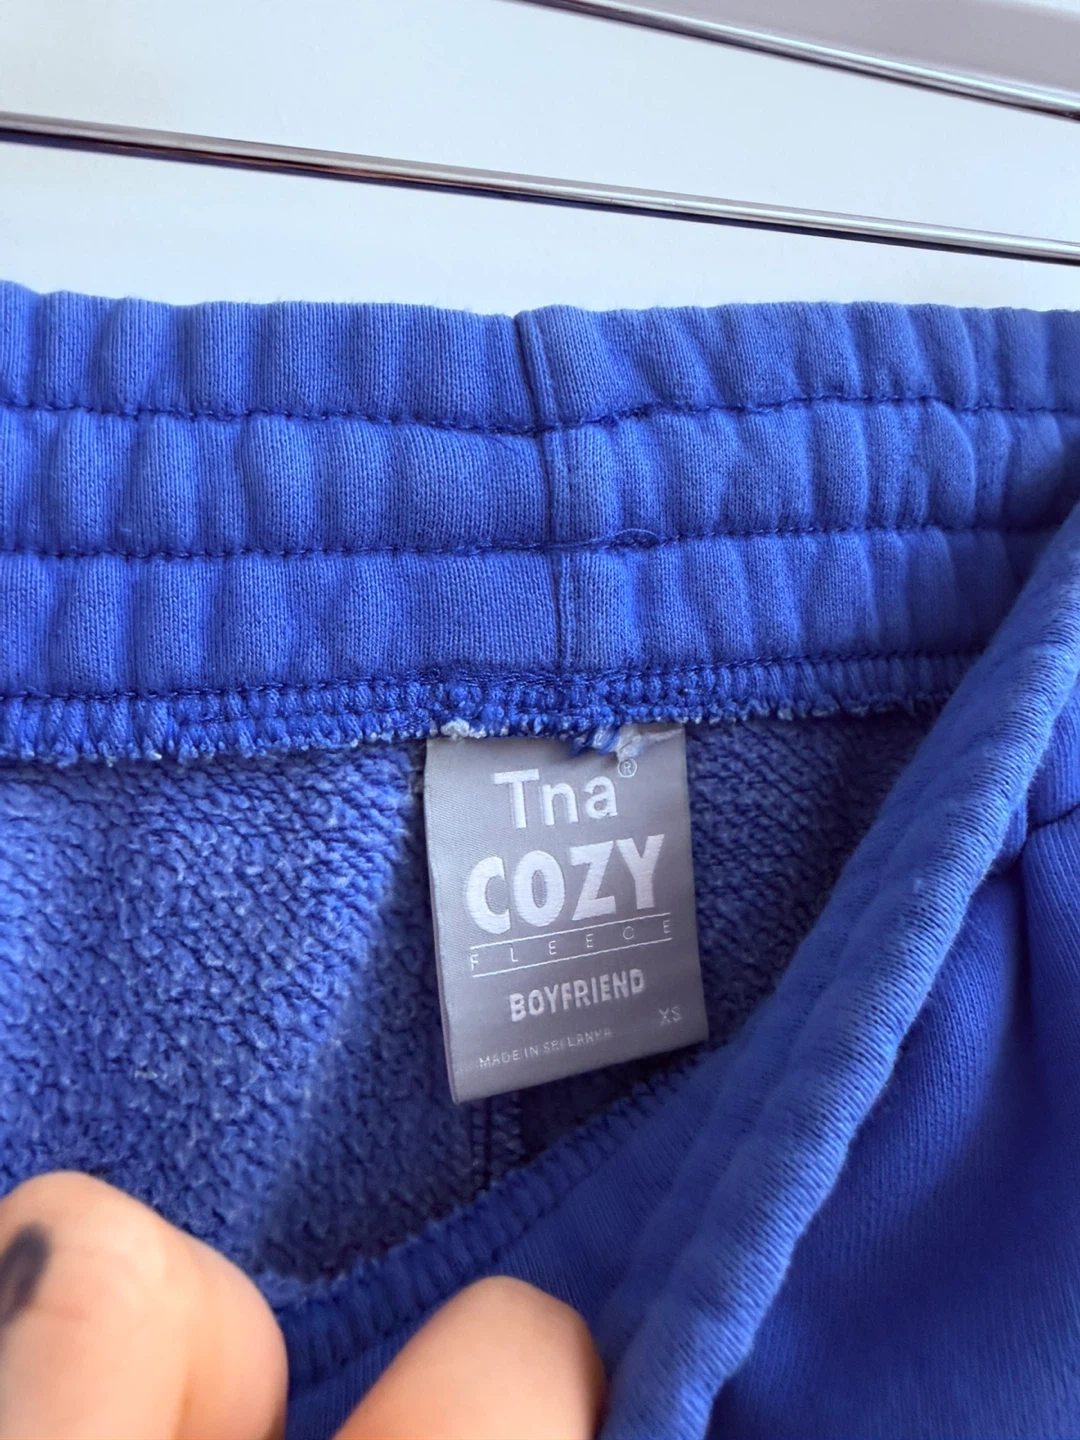 Tna®
COZY
FLEECE
BOYFRIEND
XS
MADE IN SRI LANKA